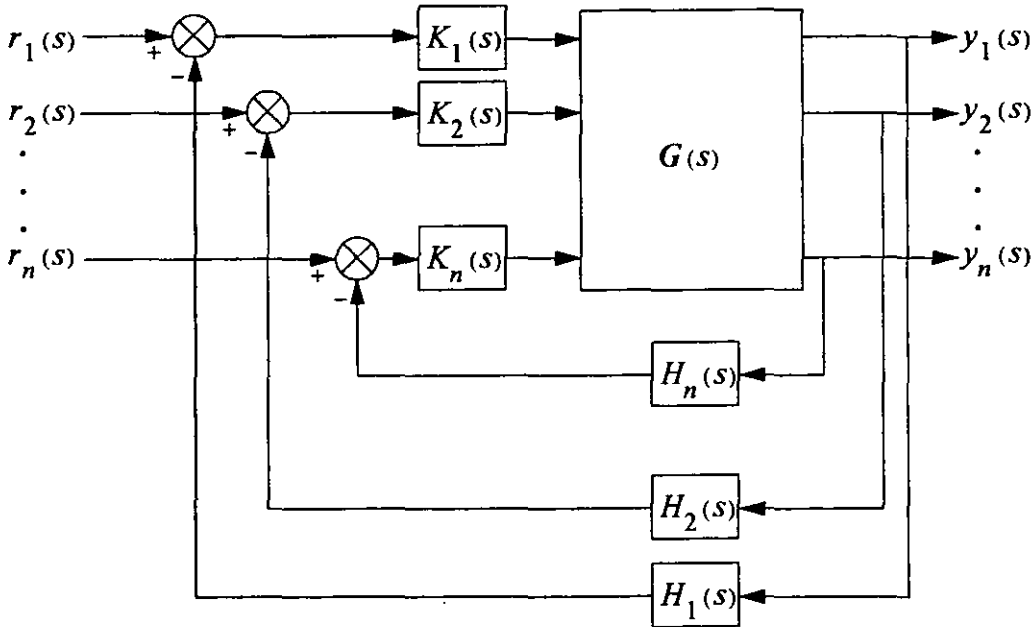 r₁(s) + − K₁(s) y₁(s)
r₂(s) + − K₂(s) G(s) y₂(s)
rₙ(s) + − Kₙ(s) yₙ(s)
Hₙ(s)
H₂(s)
H₁(s)